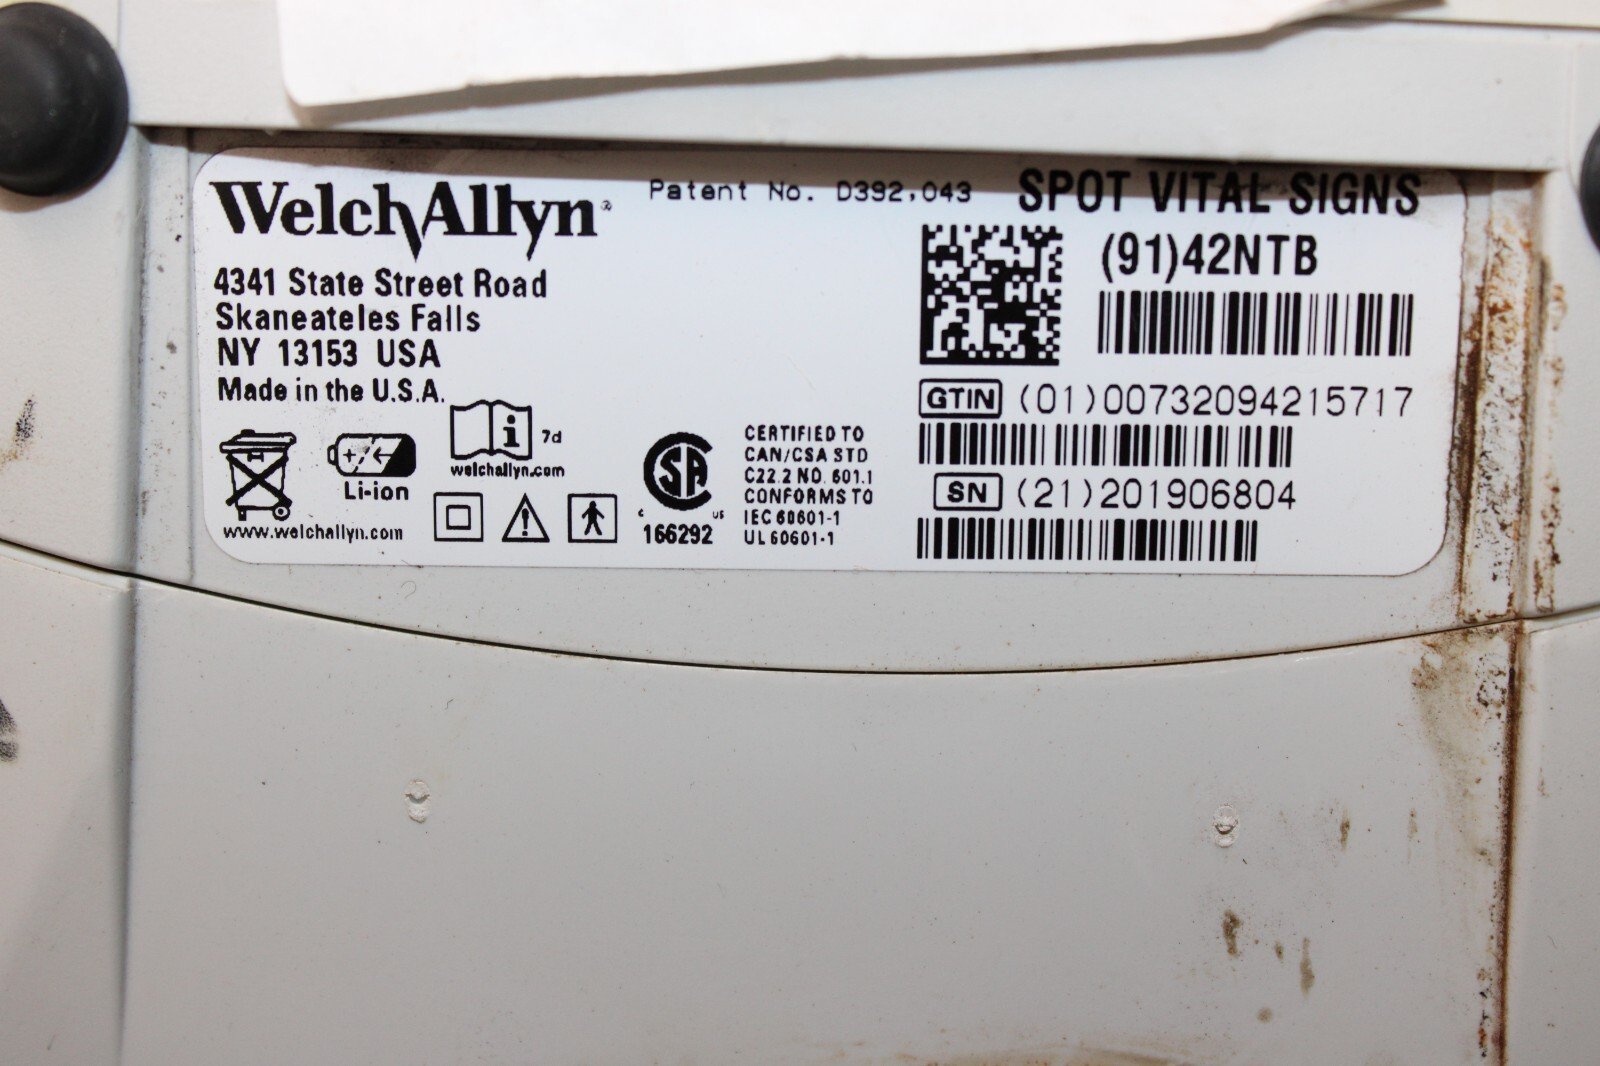 WelchAllyn®
Patent No. D392,043
SPOT VITAL SIGNS
(91)42NTB
4341 State Street Road
Skaneateles Falls
NY 13153 USA
Made in the U.S.A.
GTIN (01)00732094215717
SN (21)201906804
i 7d
welchallyn.com
Li-ion
www.welchallyn.com
SA
C US
166292
CERTIFIED TO
CAN/CSA STD
C22.2 NO. 601.1
CONFORMS TO
IEC 60601-1
UL 60601-1